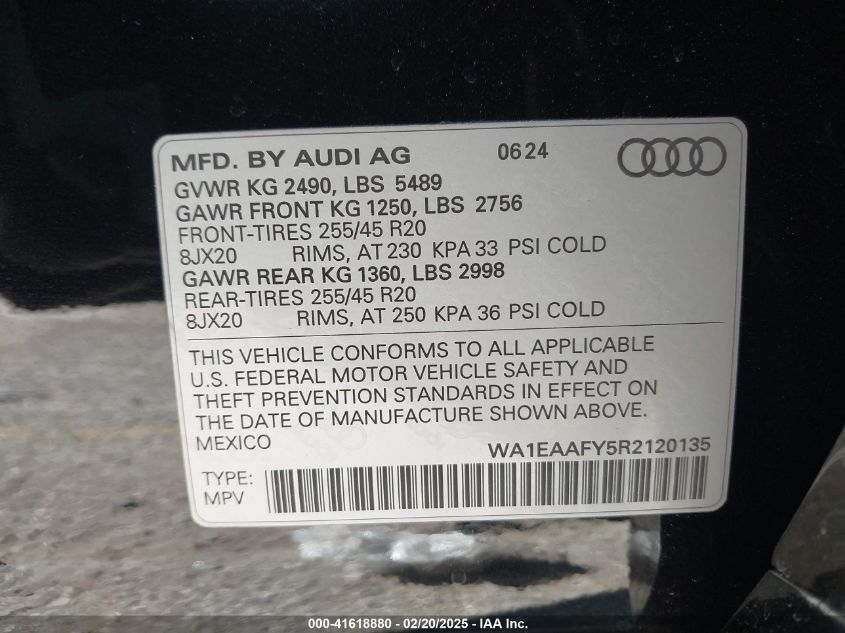 MFD. BY AUDI AG 0624
GVWR KG 2490, LBS 5489
GAWR FRONT KG 1250, LBS 2756
FRONT-TIRES 255/45 R20
8JX20 RIMS, AT 230 KPA 33 PSI COLD
GAWR REAR KG 1360, LBS 2998
REAR-TIRES 255/45 R20
8JX20 RIMS, AT 250 KPA 36 PSI COLD
THIS VEHICLE CONFORMS TO ALL APPLICABLE
U.S. FEDERAL MOTOR VEHICLE SAFETY AND
THEFT PREVENTION STANDARDS IN EFFECT ON
THE DATE OF MANUFACTURE SHOWN ABOVE.
MEXICO
WA1EAAFY5R2120135
TYPE:
MPV
000-41618880 - 02/20/2025 - IAA Inc.